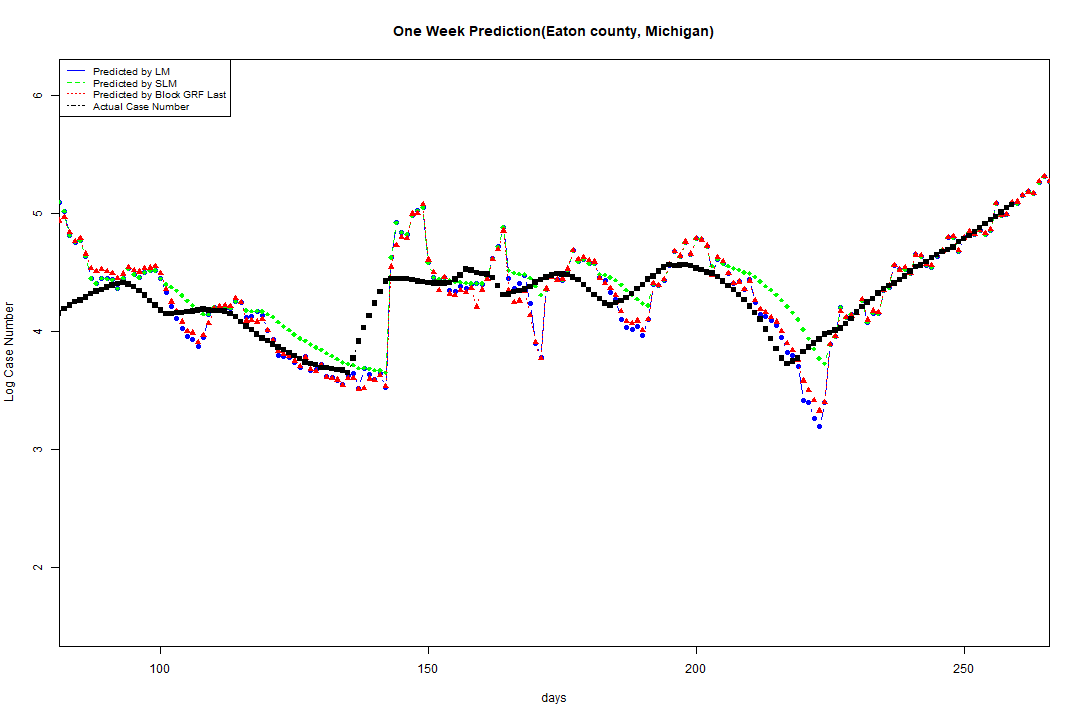 One Week Prediction(Eaton county, Michigan)
Predicted by LM
Predicted by SLM
Predicted by Block GRF Last
Actual Case Number
6
5
4
3
2
Log Case Number
100 150 200 250
days